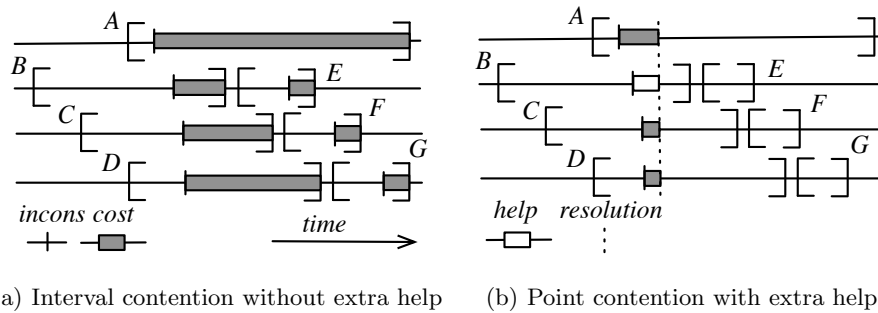 A
B
E
C
F
D
G
incons cost
time
A
B
E
C
F
D
G
help
resolution
a) Interval contention without extra help
(b) Point contention with extra help